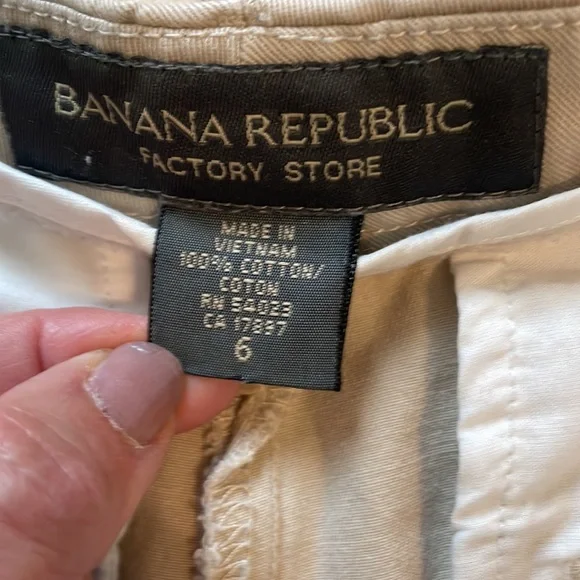 BANANA REPUBLIC
FACTORY STORE
MADE IN
VIETNAM
100% COTTON/
COTON
RN 54023
CA 17897
6